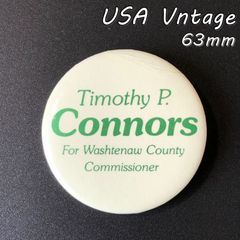 USA Vntage
63mm
Timothy P.
Connors
For Washtenaw County
Commissioner